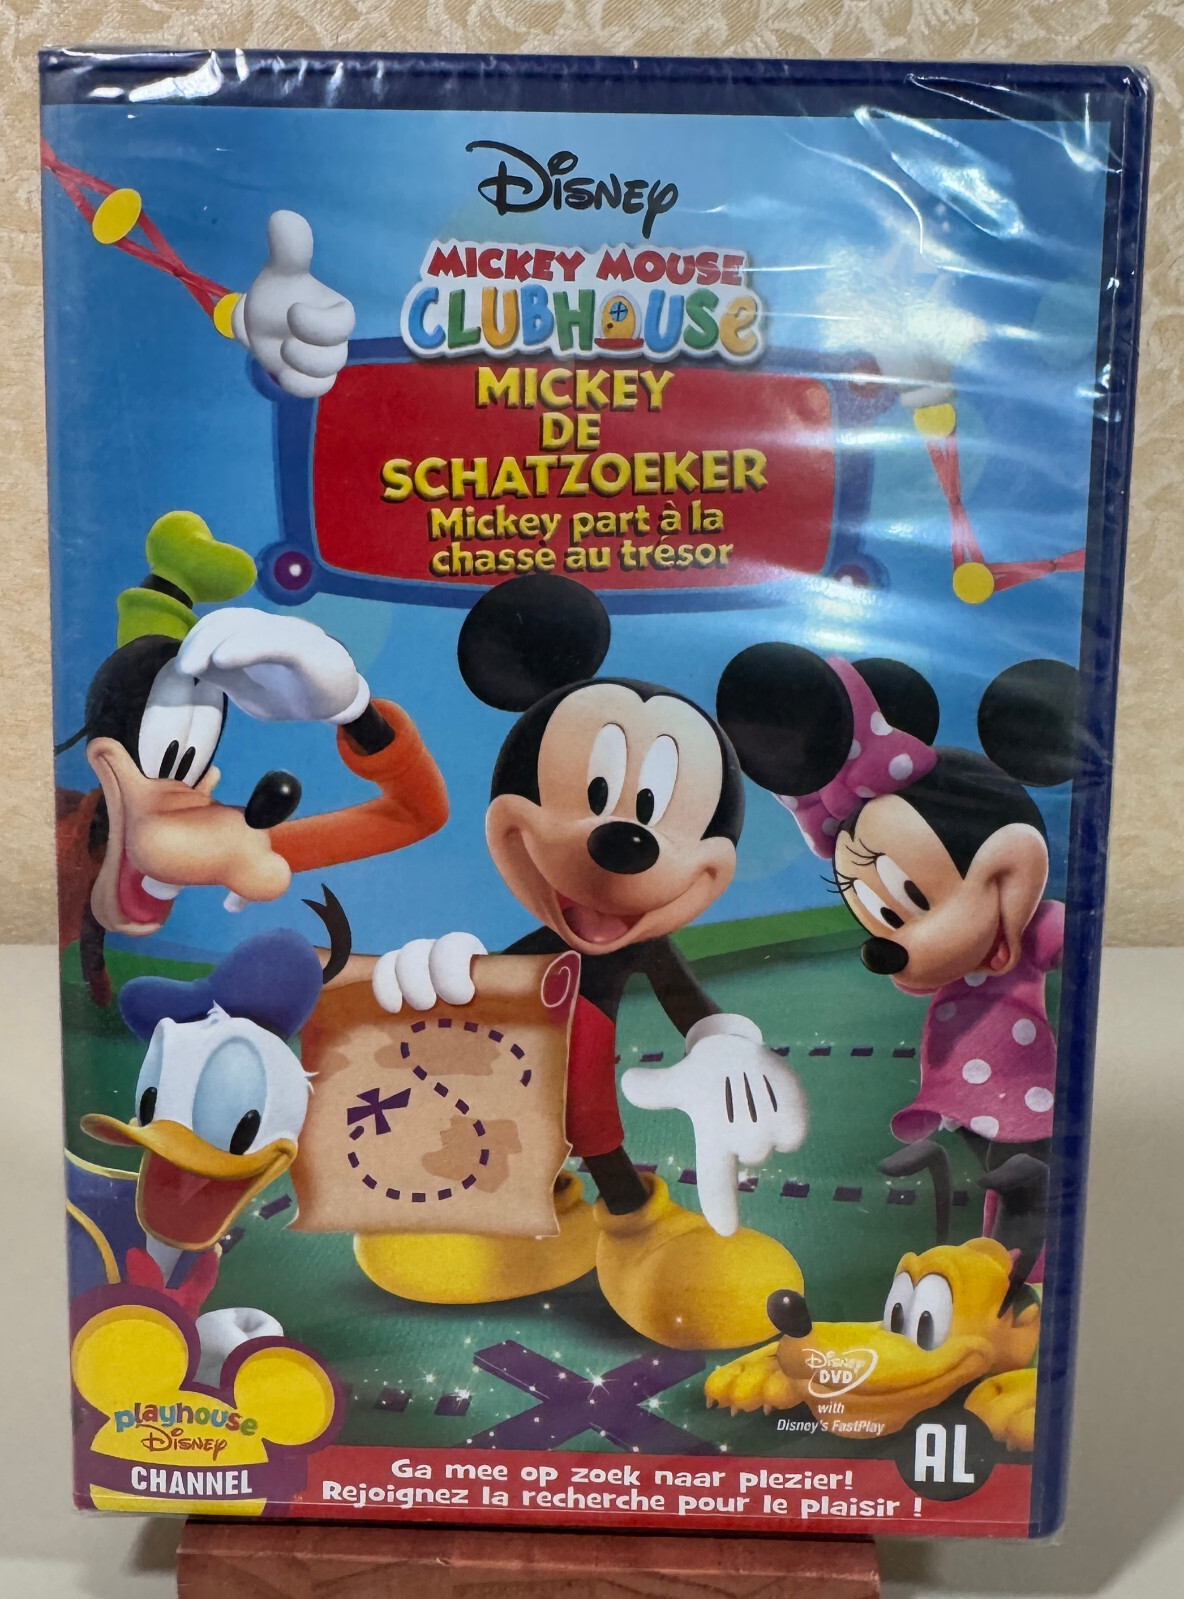 Disney
MICKEY MOUSE
CLUBHOUSE
MICKEY
DE
SCHATZOEKER
Mickey part à la
chasse au trésor
Disney
DVD
with
Disney's FastPlay
playhouse
Disney
CHANNEL
AL
Ga mee op zoek naar plezier!
Rejoignez la recherche pour le plaisir !